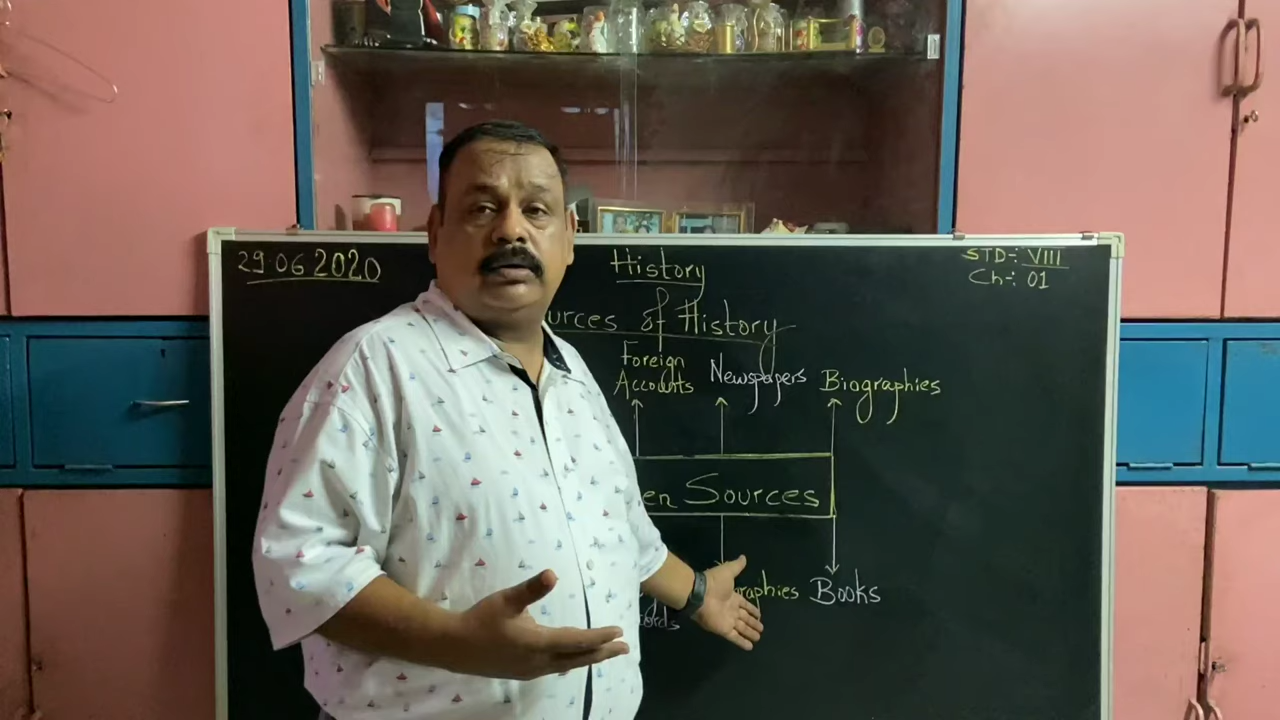 29.06.2020
History
STD-: VIII
Ch-: 01
urces of History
Foreign
Accounts
Newspapers
Biographies
en Sources
raphies
Books